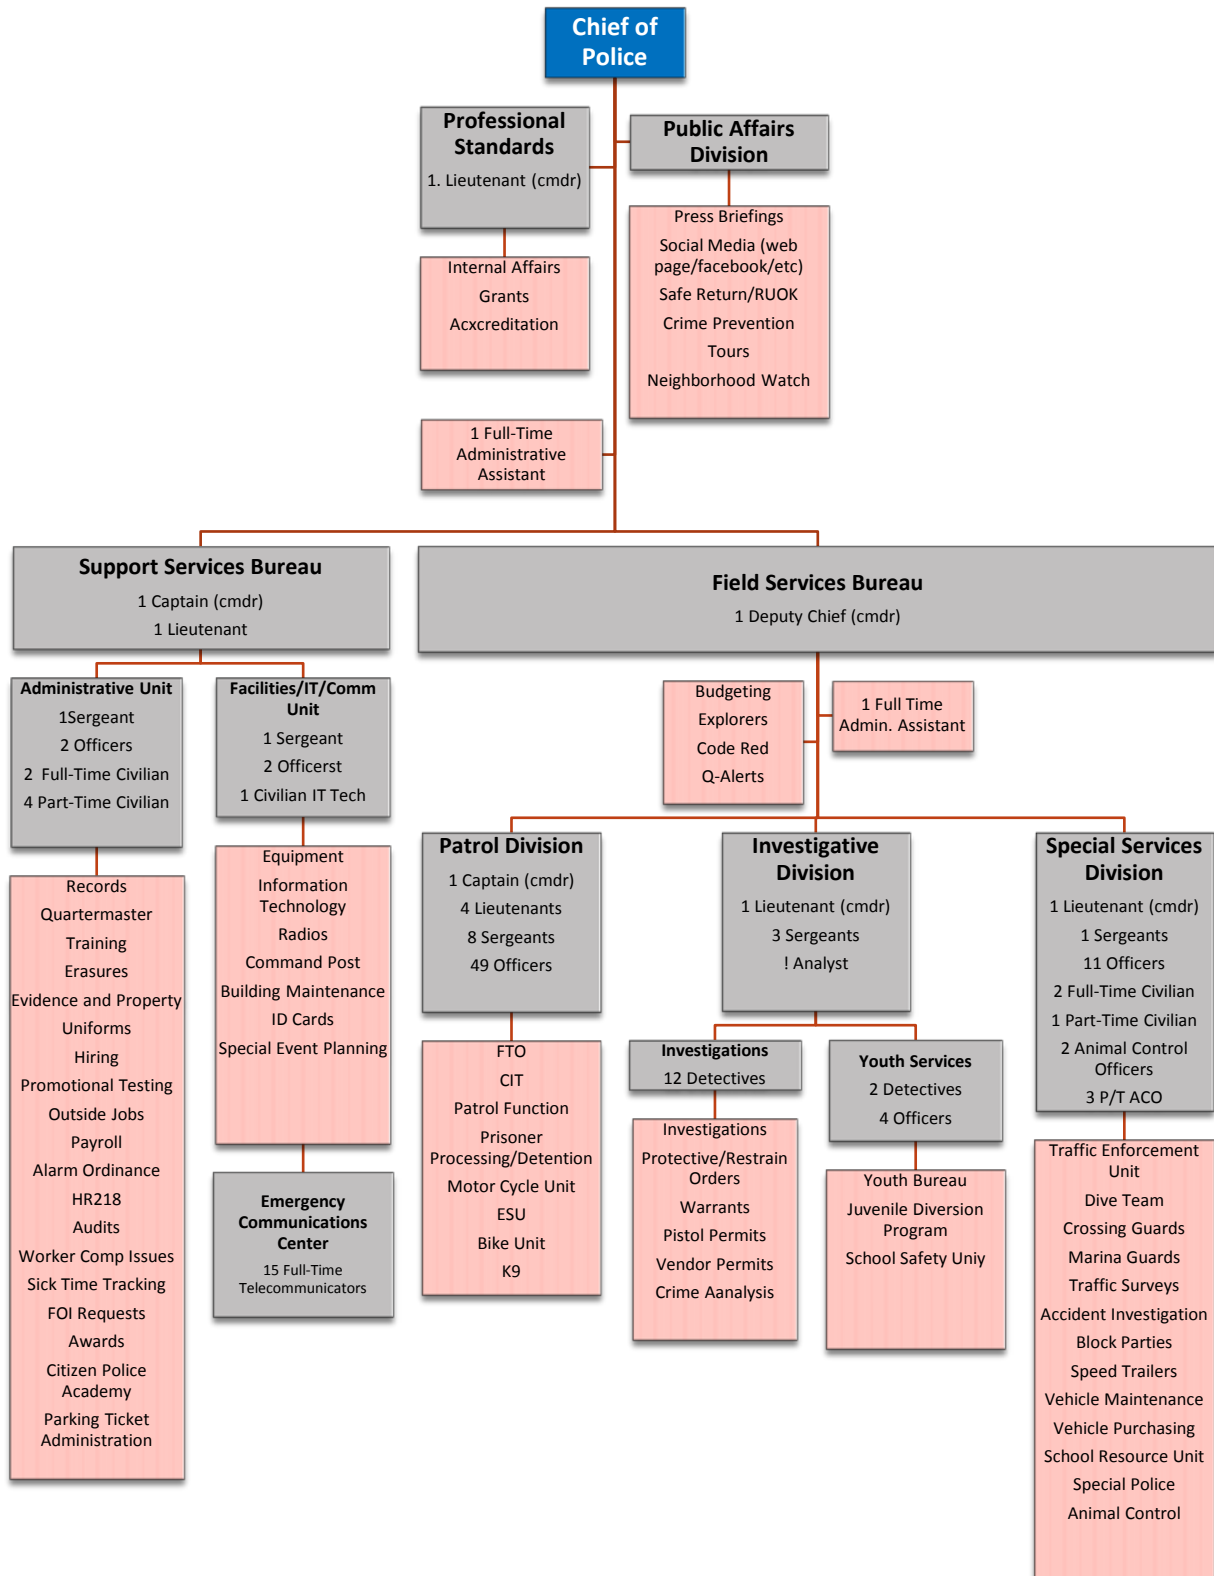 Chief of
Police
Professional
Standards
1. Lieutenant (cmdr)
Public Affairs
Division
Internal Affairs
Grants
Acxcreditation
Press Briefings
Social Media (web
page/facebook/etc)
Safe Return/RUOK
Crime Prevention
Tours
Neighborhood Watch
1 Full-Time
Administrative
Assistant
Support Services Bureau
1 Captain (cmdr)
1 Lieutenant
Field Services Bureau
1 Deputy Chief (cmdr)
Administrative Unit
1Sergeant
2 Officers
2  Full-Time Civilian
4 Part-Time Civilian
Facilities/IT/Comm
Unit
1 Sergeant
2 Officerst
1 Civilian IT Tech
Budgeting
Explorers
Code Red
Q-Alerts
1 Full Time
Admin. Assistant
Records
Quartermaster
Training
Erasures
Evidence and Property
Uniforms
Hiring
Promotional Testing
Outside Jobs
Payroll
Alarm Ordinance
HR218
Audits
Worker Comp Issues
Sick Time Tracking
FOI Requests
Awards
Citizen Police
Academy
Parking Ticket
Administration
Equipment
Information
Technology
Radios
Command Post
Building Maintenance
ID Cards
Special Event Planning
Emergency
Communications
Center
15 Full-Time
Telecommunicators
Patrol Division
1 Captain (cmdr)
4 Lieutenants
8 Sergeants
49 Officers
FTO
CIT
Patrol Function
Prisoner
Processing/Detention
Motor Cycle Unit
ESU
Bike Unit
K9
Investigative
Division
1 Lieutenant (cmdr)
3 Sergeants
! Analyst
Investigations
12 Detectives
Investigations
Protective/Restrain
Orders
Warrants
Pistol Permits
Vendor Permits
Crime Aanalysis
Youth Services
2 Detectives
4 Officers
Youth Bureau
Juvenile Diversion
Program
School Safety Univ
Special Services
Division
1 Lieutenant (cmdr)
1 Sergeants
11 Officers
2 Full-Time Civilian
1 Part-Time Civilian
2 Animal Control
Officers
3 P/T ACO
Traffic Enforcement
Unit
Dive Team
Crossing Guards
Marina Guards
Traffic Surveys
Accident Investigation
Block Parties
Speed Trailers
Vehicle Maintenance
Vehicle Purchasing
School Resource Unit
Special Police
Animal Control